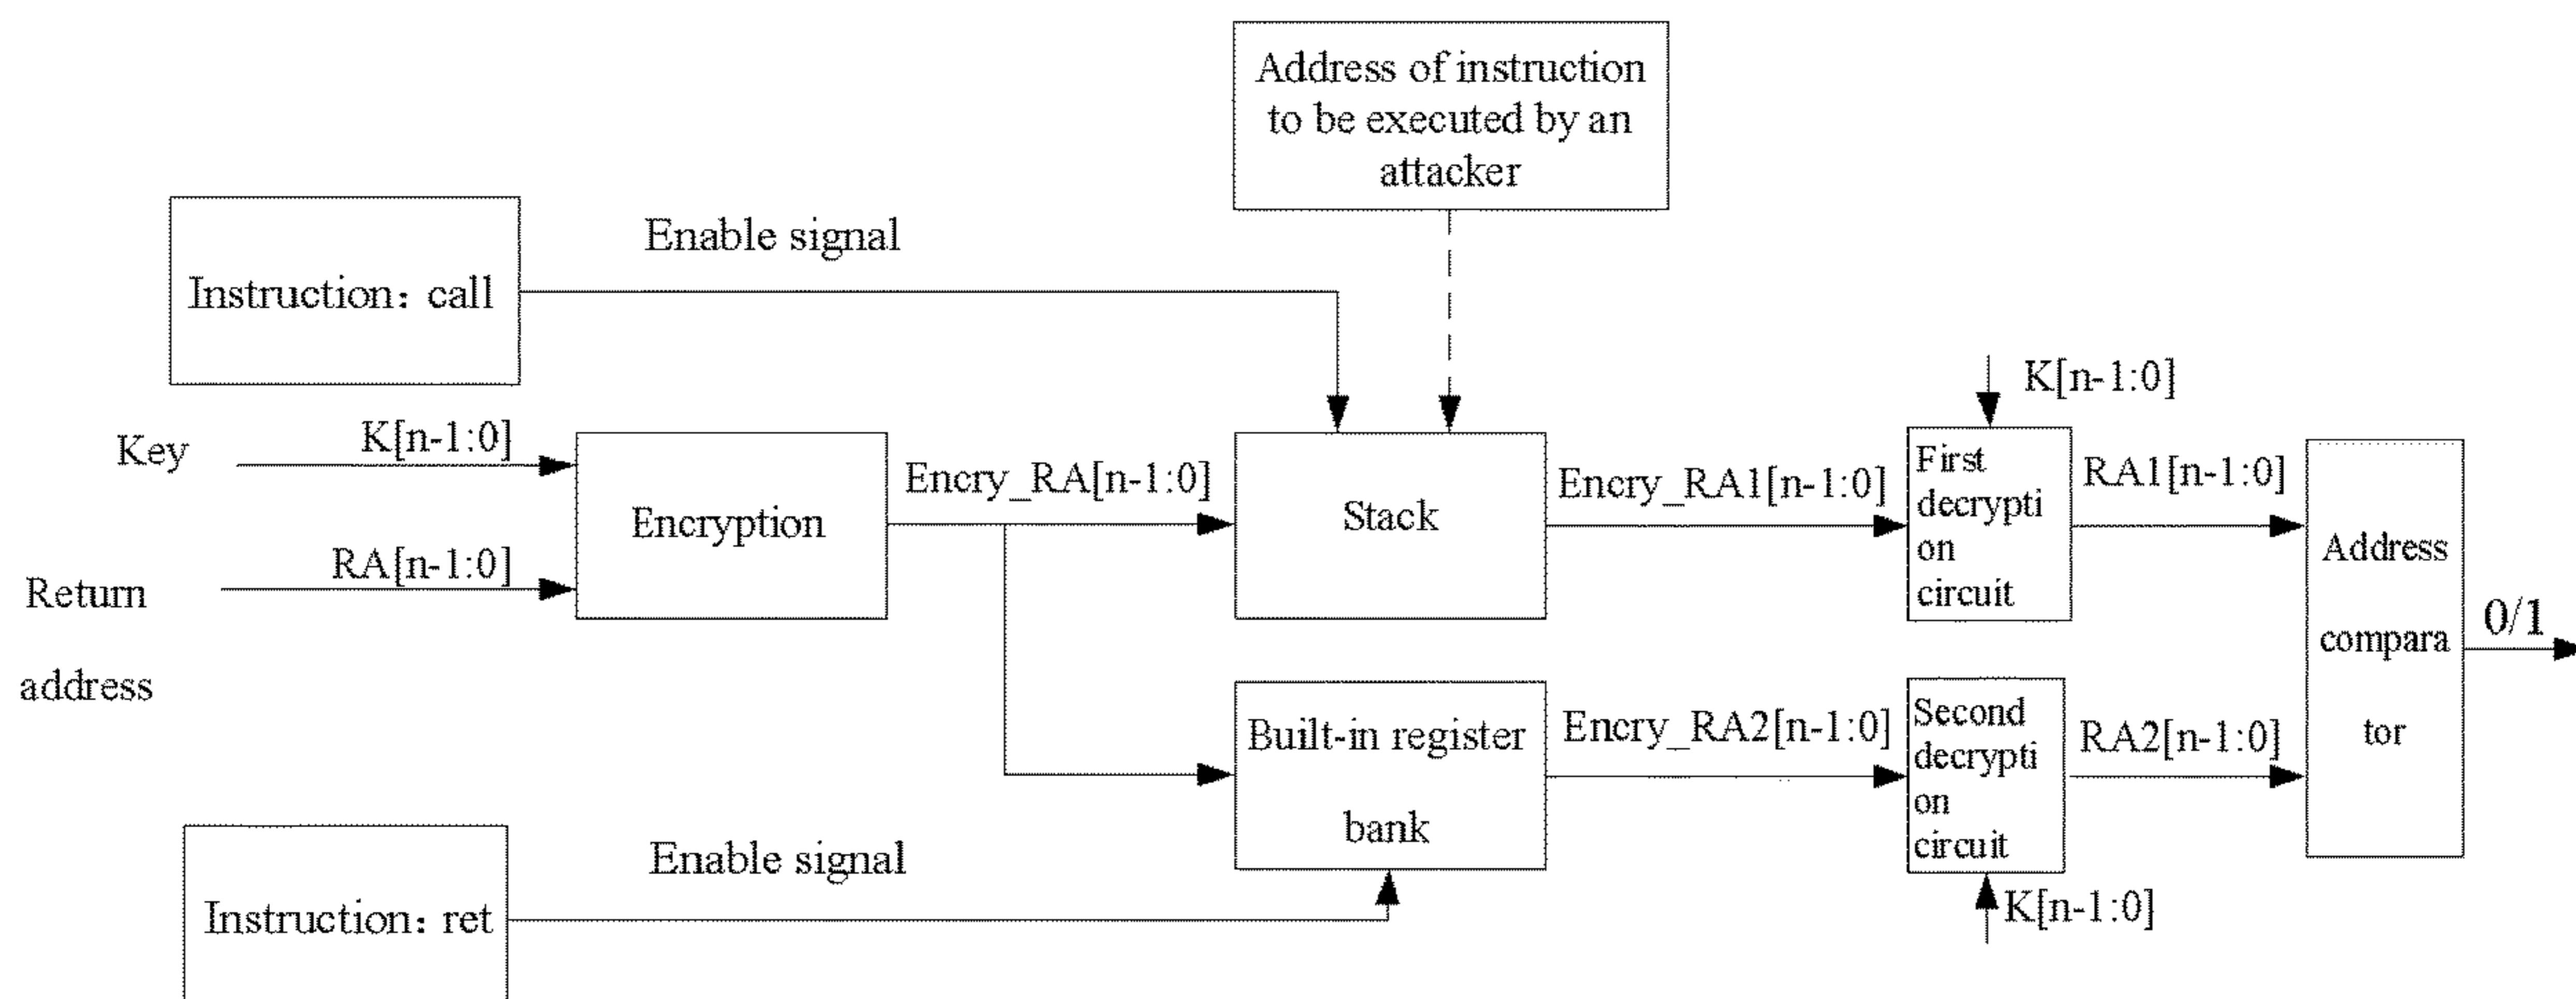 Address of instruction
to be executed by an
attacker
Enable signal
Instruction: call
Key
K[n-1:0]
Return
address
RA[n-1:0]
Encryption
Encry_RA[n-1:0]
Stack
Encry_RA1[n-1:0]
K[n-1:0]
First
decrypti
on
circuit
RA1[n-1:0]
Address
compara
tor
0/1
Built-in register
bank
Encry_RA2[n-1:0]
Second
decrypti
on
circuit
RA2[n-1:0]
K[n-1:0]
Enable signal
Instruction: ret